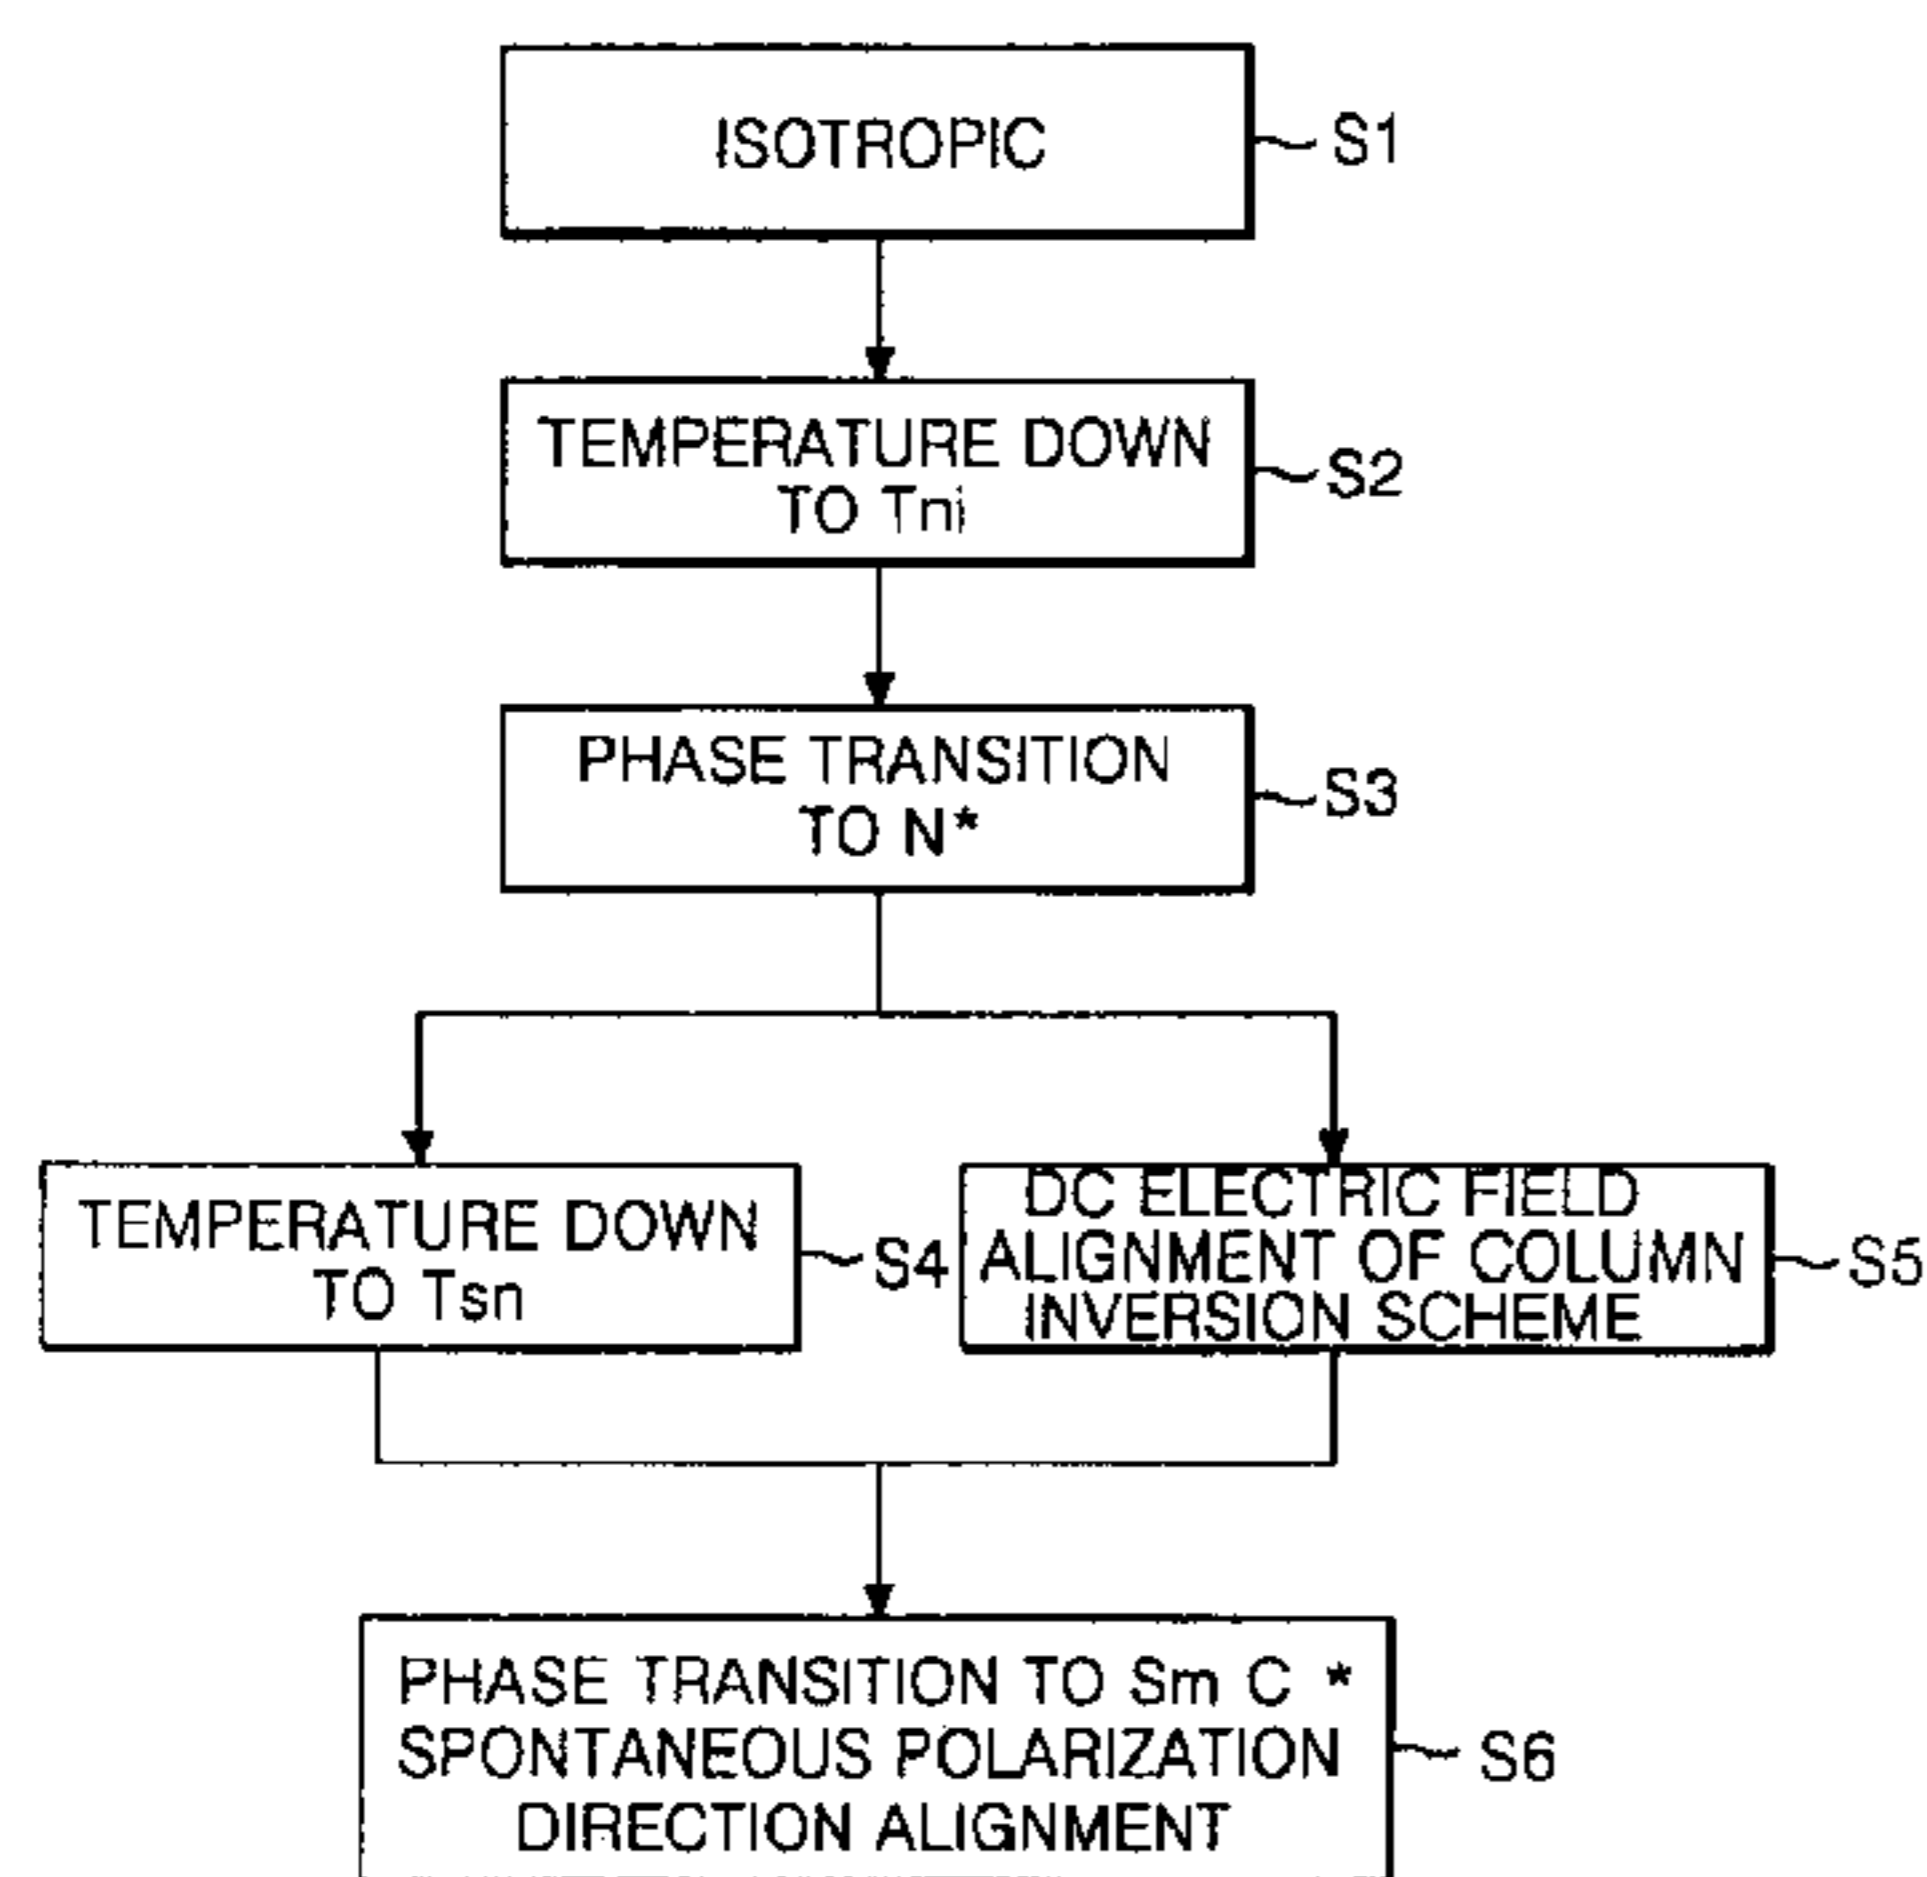 ISOTROPIC
S1
TEMPERATURE DOWN
TO Tni
S2
PHASE TRANSITION
TO N*
S3
TEMPERATURE DOWN
TO Tsn
S4
DC ELECTRIC FIELD
ALIGNMENT OF COLUMN
INVERSION SCHEME
S5
PHASE TRANSITION TO Sm C *
SPONTANEOUS POLARIZATION
DIRECTION ALIGNMENT
S6